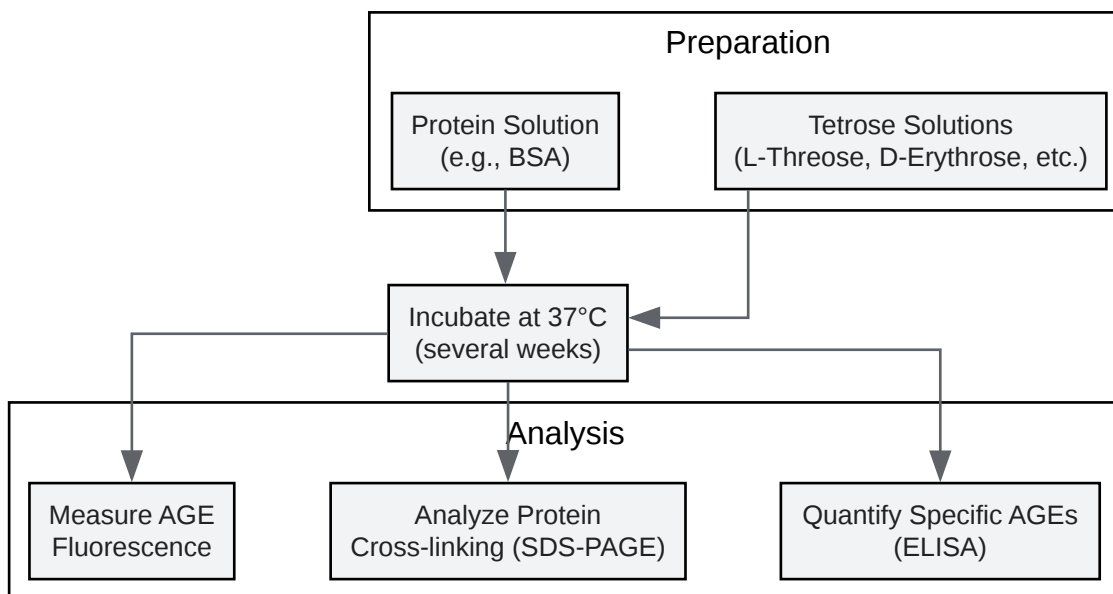 Preparation
Protein Solution
(e.g., BSA)
Tetrose Solutions
(L-Threose, D-Erythrose, etc.)
Incubate at 37°C
(several weeks)
Analysis
Measure AGE
Fluorescence
Analyze Protein
Cross-linking (SDS-PAGE)
Quantify Specific AGEs
(ELISA)